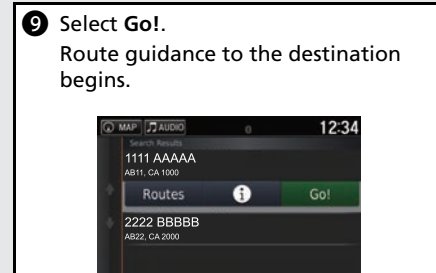 9 Select Go!.
Route guidance to the destination
begins.
MAP AUDIO 0 12:34
Search Results
1111 AAAAA
AB11, CA 1000
Routes i Go!
2222 BBBBB
AB22, CA 2000